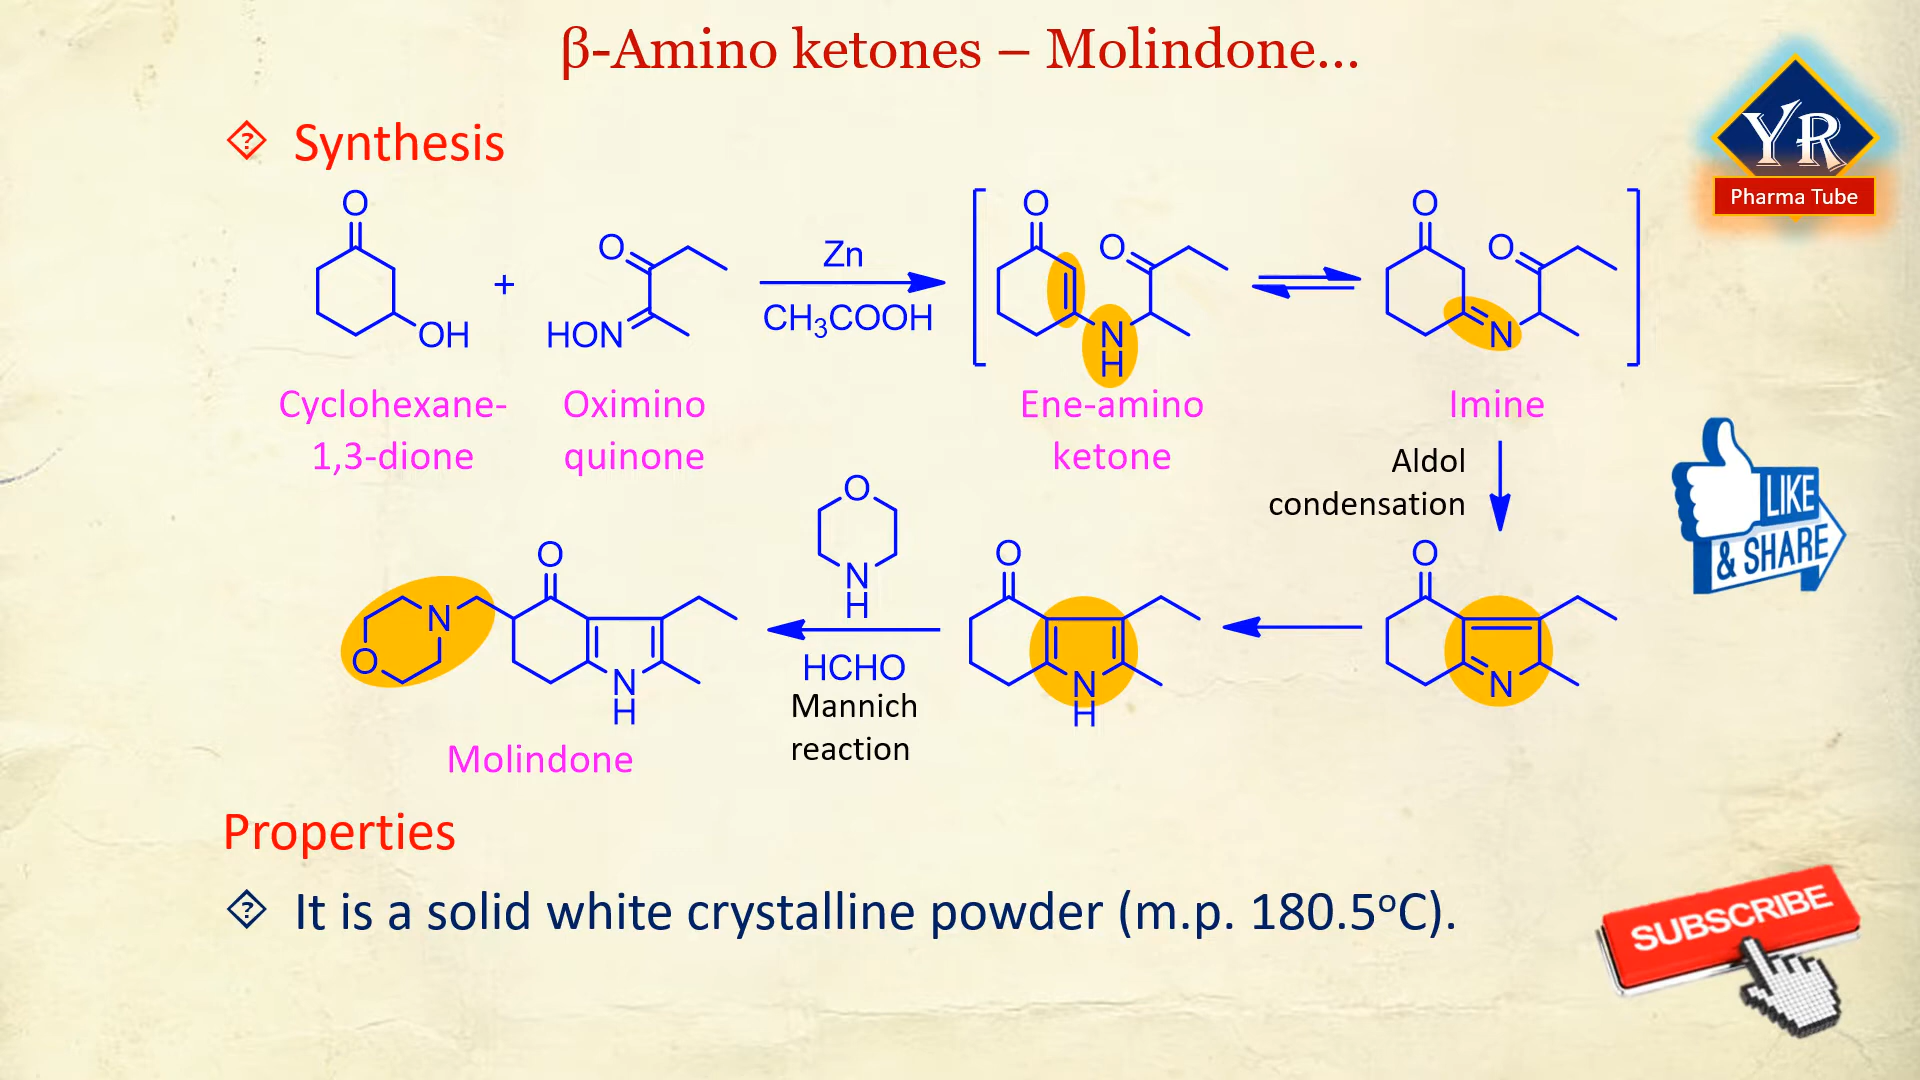 β-Amino ketones – Molindone...
YR
Pharma Tube
Synthesis
O
OH
+
O
HON
Zn
CH₃COOH
O
O
N
H
O
O
N
Cyclohexane-
1,3-dione
Oximino
quinone
Ene-amino
ketone
Imine
Aldol
condensation
LIKE
& SHARE
O
N
O
O
N
H
O
N
H
HCHO
Mannich
reaction
O
N
H
O
N
Molindone
Properties
It is a solid white crystalline powder (m.p. 180.5ᵒC).
SUBSCRIBE